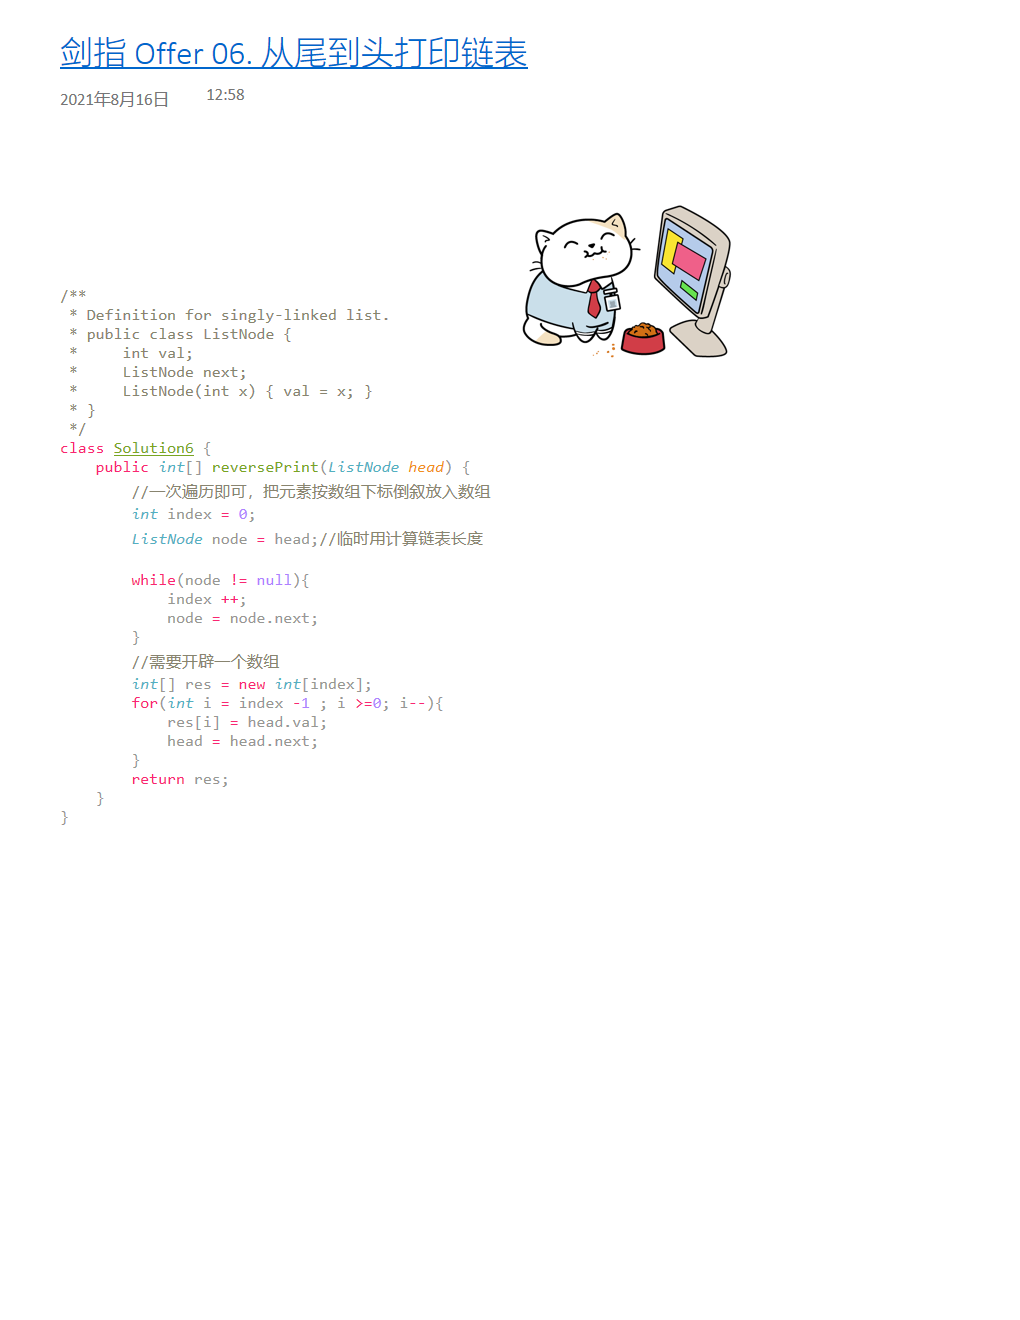 剑指 Offer 06. 从尾到头打印链表
2021年8月16日 12:58
/**
 * Definition for singly-linked list.
 * public class ListNode {
 *     int val;
 *     ListNode next;
 *     ListNode(int x) { val = x; }
 * }
 */
class Solution6 {
    public int[] reversePrint(ListNode head) {
        //一次遍历即可，把元素按数组下标倒叙放入数组
        int index = 0;
        ListNode node = head;//临时用计算链表长度
        while(node != null){
            index ++;
            node = node.next;
        }
        //需要开辟一个数组
        int[] res = new int[index];
        for(int i = index -1 ; i >=0; i--){
            res[i] = head.val;
            head = head.next;
        }
        return res;
    }
}